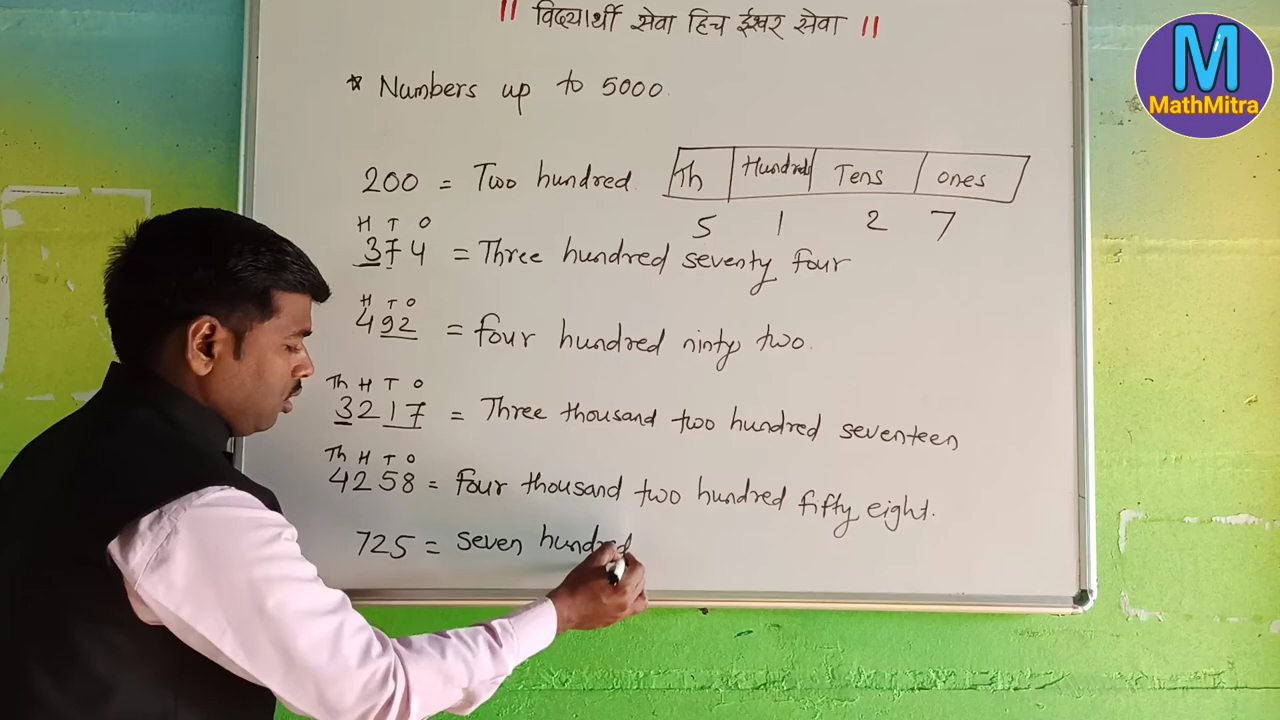 || विद्यार्थी सेवा हिच ईश्वर सेवा ||
M
MathMitra
* Numbers up to 5000.
200 = Two hundred.
Th Hundred Tens ones
5 1 2 7
H T O
374 = Three hundred seventy four
H T O
492 = four hundred ninty two.
Th H T O
3217 = Three thousand two hundred seventeen
Th H T O
4258 = four thousand two hundred fifty eight.
725 = seven hundred